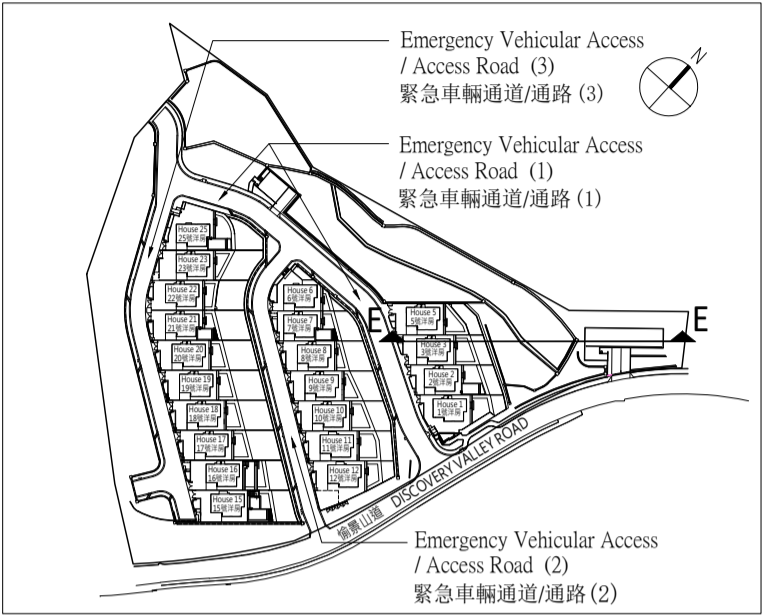 Emergency Vehicular Access
/ Access Road (3)
緊急車輛通道/通路 (3)
N
Emergency Vehicular Access
/ Access Road (1)
緊急車輛通道/通路 (1)
House 25
25號洋房
House 23
23號洋房
House 22
22號洋房
House 21
21號洋房
House 20
20號洋房
House 19
19號洋房
House 18
18號洋房
House 17
17號洋房
House 16
16號洋房
House 15
15號洋房
House 6
6號洋房
House 7
7號洋房
House 8
8號洋房
House 9
9號洋房
House 10
10號洋房
House 11
11號洋房
House 12
12號洋房
House 5
5號洋房
House 3
3號洋房
House 2
2號洋房
House 1
1號洋房
E
E
愉景山道 DISCOVERY VALLEY ROAD
Emergency Vehicular Access
/ Access Road (2)
緊急車輛通道/通路 (2)